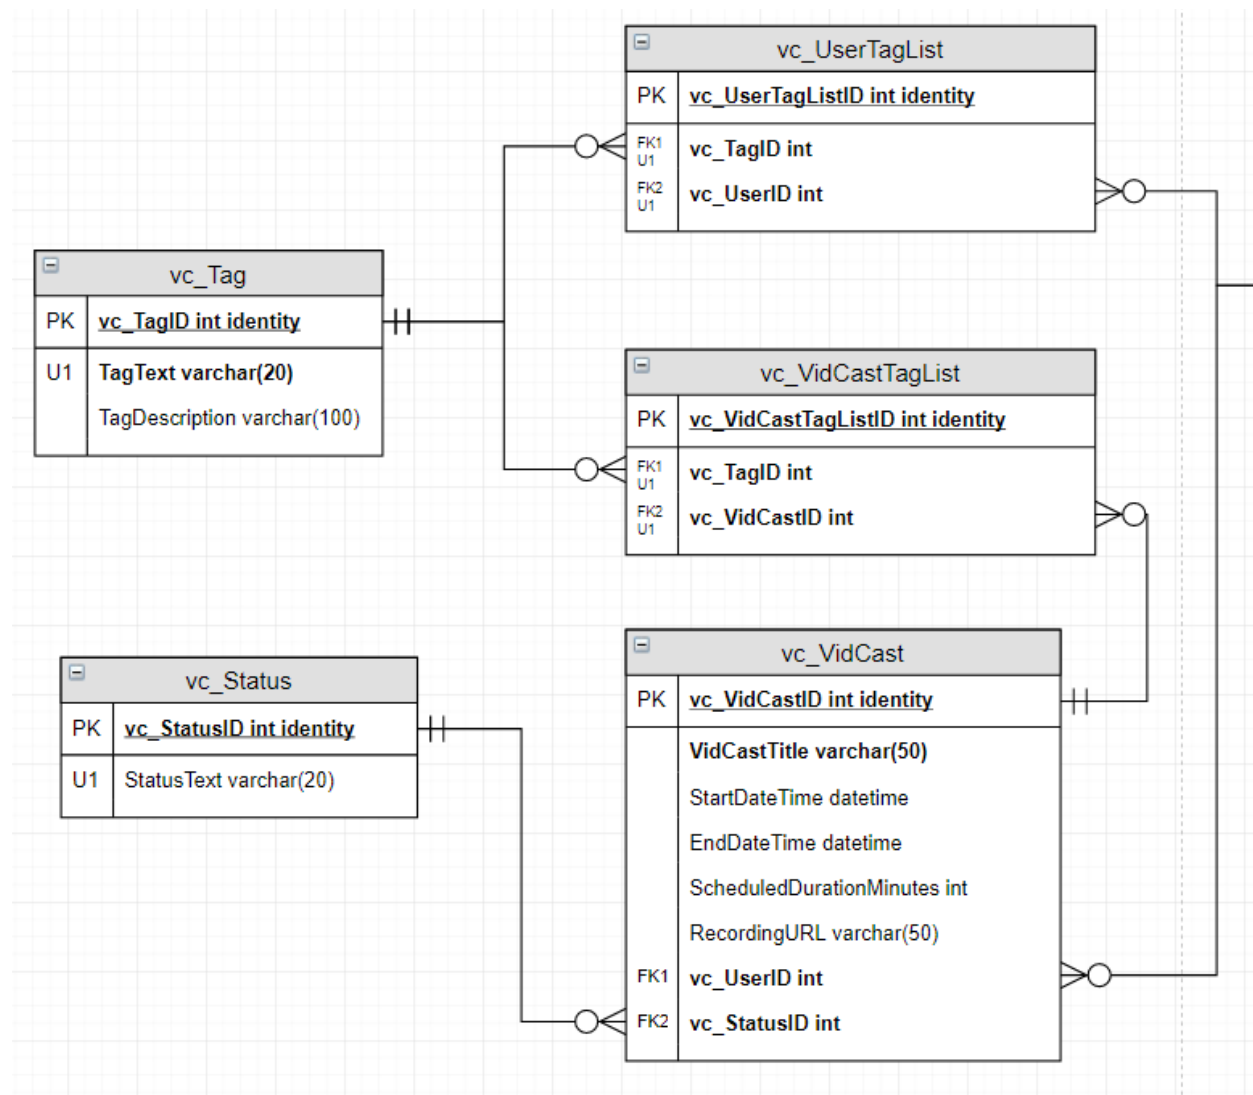 vc_UserTagList
PK vc_UserTagListID int identity
FK1 U1 vc_TagID int
FK2 U1 vc_UserID int
vc_Tag
PK vc_TagID int identity
U1 TagText varchar(20)
TagDescription varchar(100)
vc_VidCastTagList
PK vc_VidCastTagListID int identity
FK1 U1 vc_TagID int
FK2 U1 vc_VidCastID int
vc_Status
PK vc_StatusID int identity
U1 StatusText varchar(20)
vc_VidCast
PK vc_VidCastID int identity
VidCastTitle varchar(50)
StartDateTime datetime
EndDateTime datetime
ScheduledDurationMinutes int
RecordingURL varchar(50)
FK1 vc_UserID int
FK2 vc_StatusID int